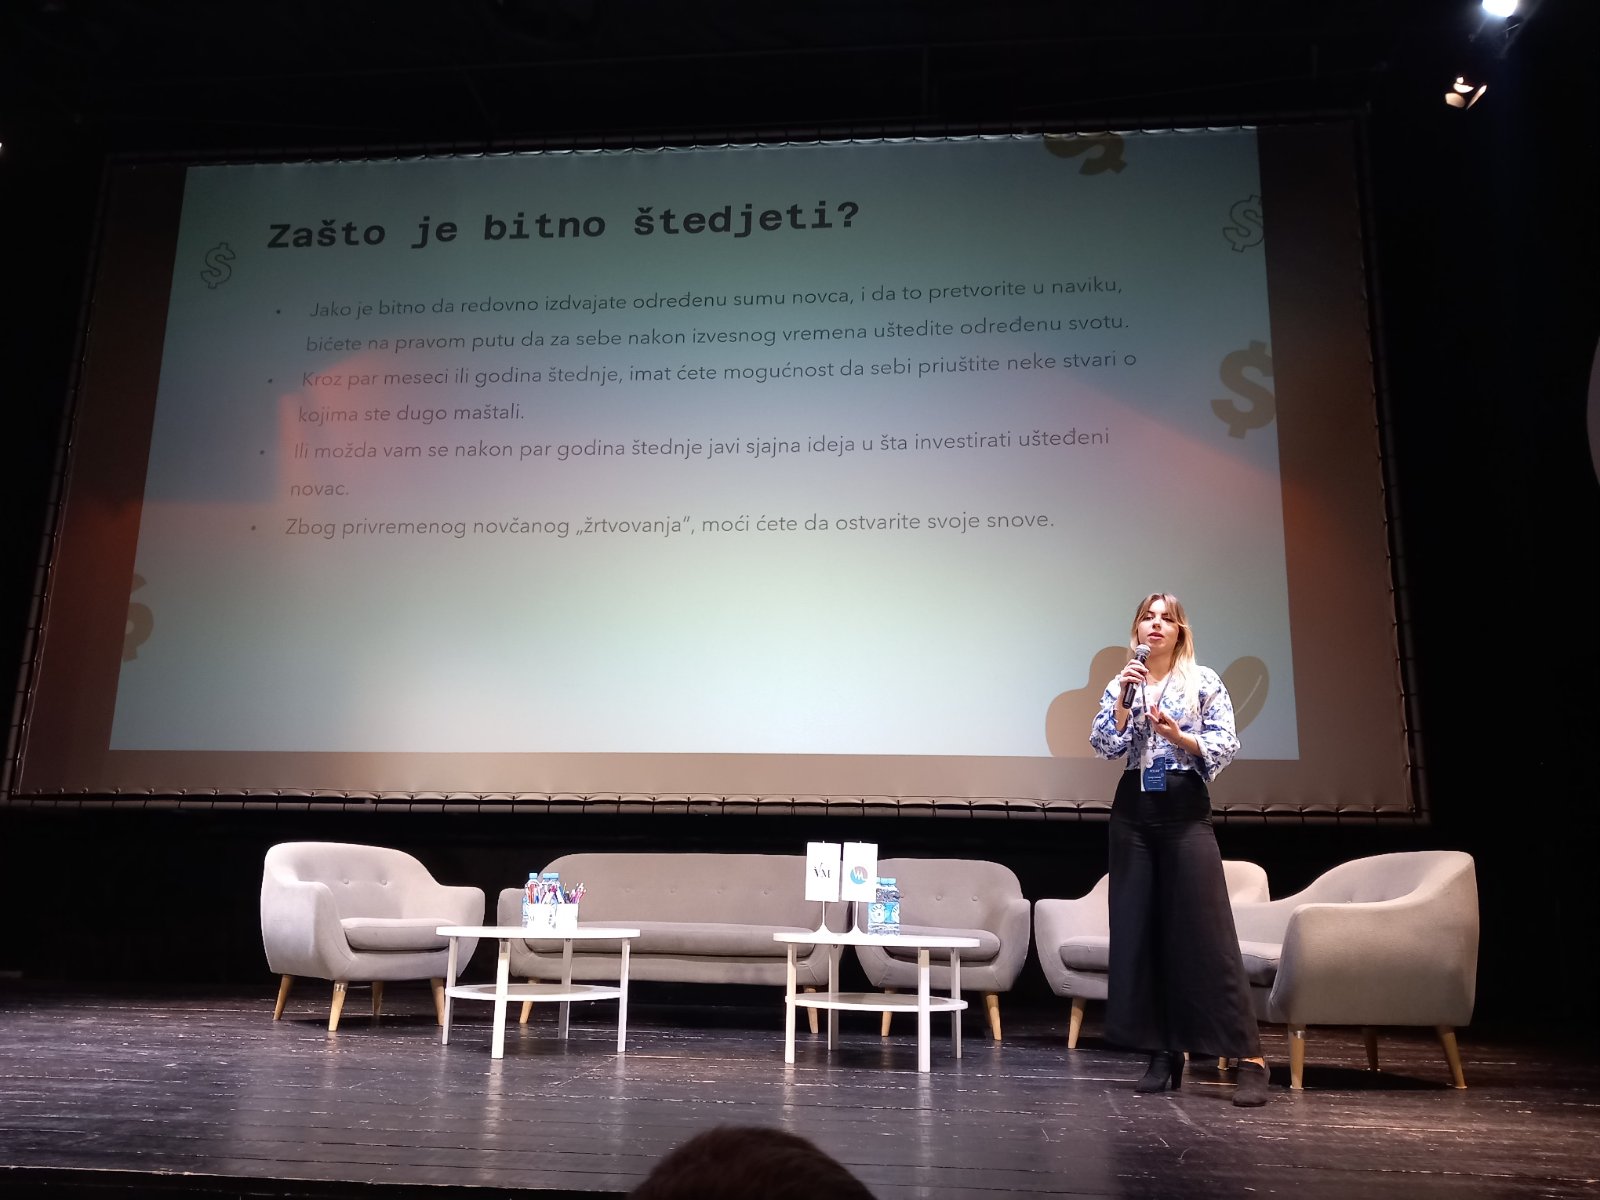 Zašto je bitno štedjeti?
Jako je bitno da redovno izdvajate određenu sumu novca, i da to pretvorite u naviku,
bićete na pravom putu da za sebe nakon izvesnog vremena uštedite određenu svotu.
Kroz par meseci ili godina štednje, imat ćete mogućnost da sebi priuštite neke stvari o
kojima ste dugo maštali.
Ili možda vam se nakon par godina štednje javi sjajna ideja u šta investirati ušteđeni
novac.
Zbog privremenog novčanog „žrtvovanja”, moći ćete da ostvarite svoje snove.